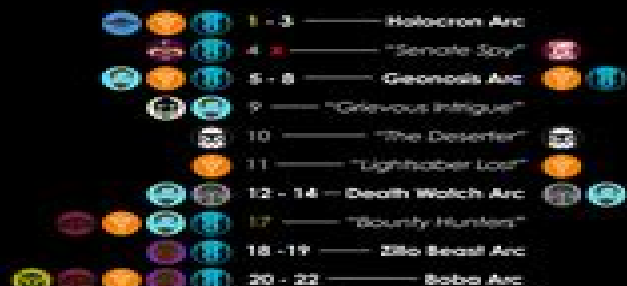 1 - 3 Holocron Arc
4 "Senate Spy"
5 - 8 Geonosis Arc
9 "Grievous Intrigue"
10 "The Deserter"
11 "Lightsaber Lost"
12 - 14 Death Watch Arc
17 "Bounty Hunters"
18 -19 Zillo Beast Arc
20 - 22 Boba Arc